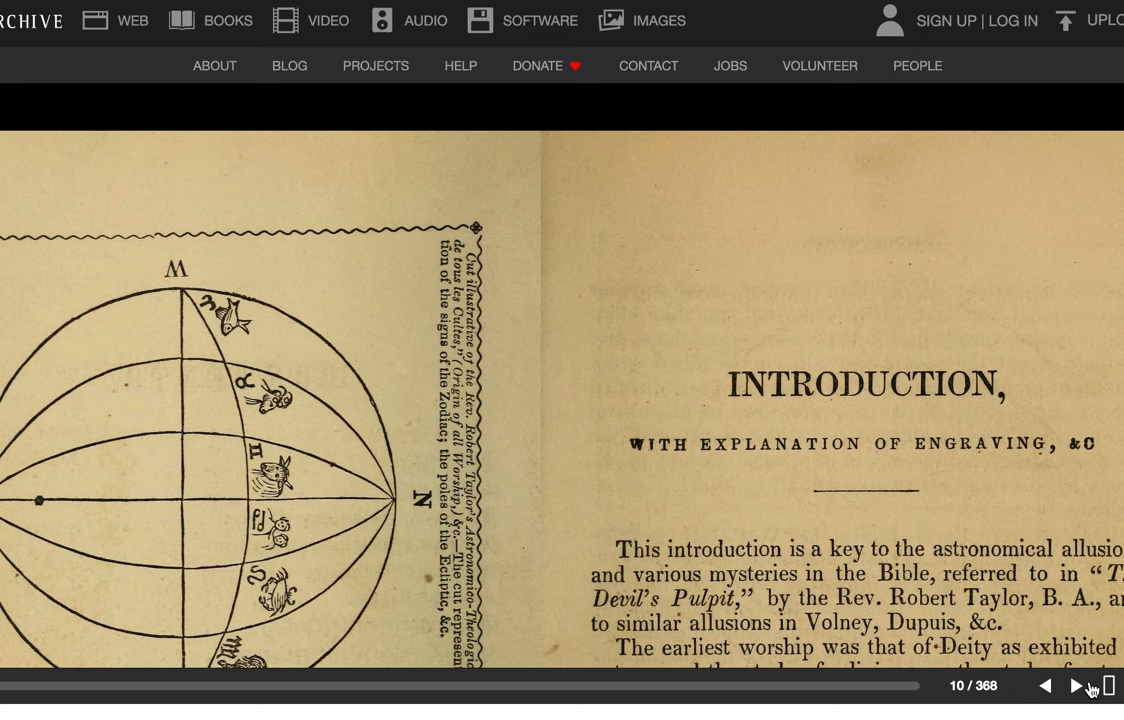 WEB BOOKS VIDEO AUDIO SOFTWARE IMAGES SIGN UP | LOG IN
ABOUT BLOG PROJECTS HELP DONATE CONTACT JOBS VOLUNTEER PEOPLE
Cut illustrative of the Rev. Robert Taylor's
de tous les Cultes," (Origin of all Worship,) &c.—The cut
tion of the signs of the Zodiac; the poles of the Ecliptic, &c.
W
N
INTRODUCTION,
WITH EXPLANATION OF ENGRAVING, &C
This introduction is a key to the astronomical allusio
and various mysteries in the Bible, referred to in "T
Devil's Pulpit," by the Rev. Robert Taylor, B. A., a
to similar allusions in Volney, Dupuis, &c.
The earliest worship was that of Deity as exhibited
10 / 368